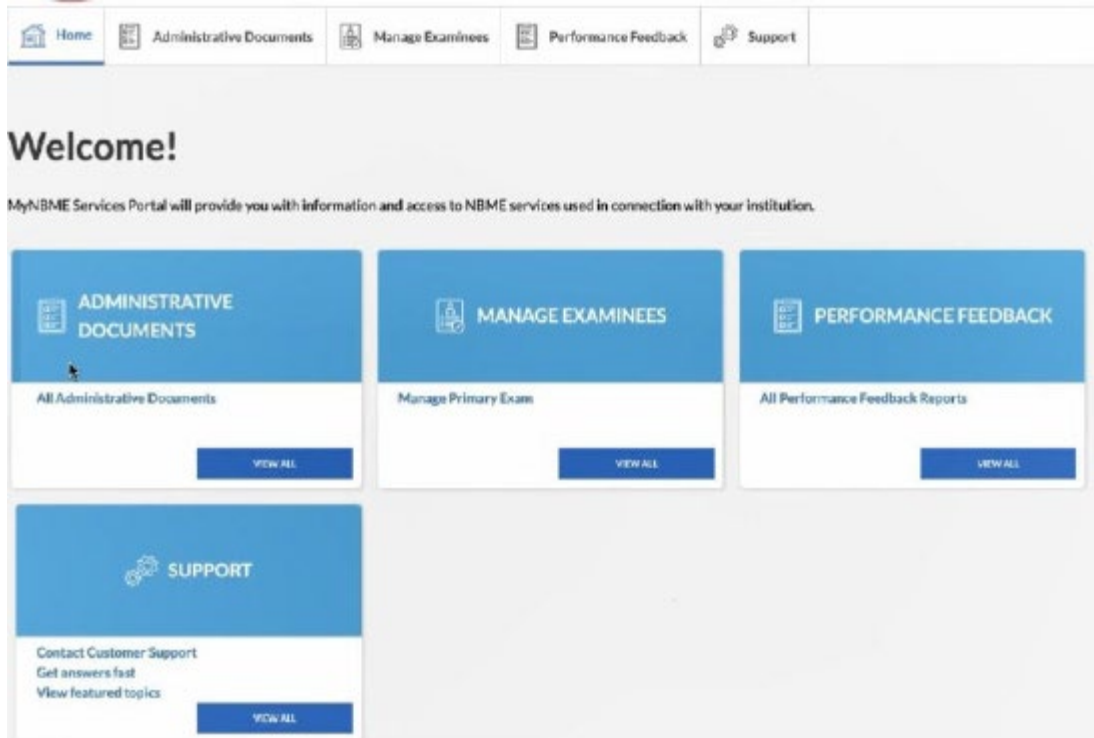 Home
Administrative Documents
Manage Examinees
Performance Feedback
Support
Welcome!
MyNBME Services Portal will provide you with information and access to NBME services used in connection with your institution.
ADMINISTRATIVE
DOCUMENTS
All Administrative Documents
VIEW ALL
MANAGE EXAMINEES
Manage Primary Exam
VIEW ALL
PERFORMANCE FEEDBACK
All Performance Feedback Reports
VIEW ALL
SUPPORT
Contact Customer Support
Get answers fast
View featured topics
VIEW ALL